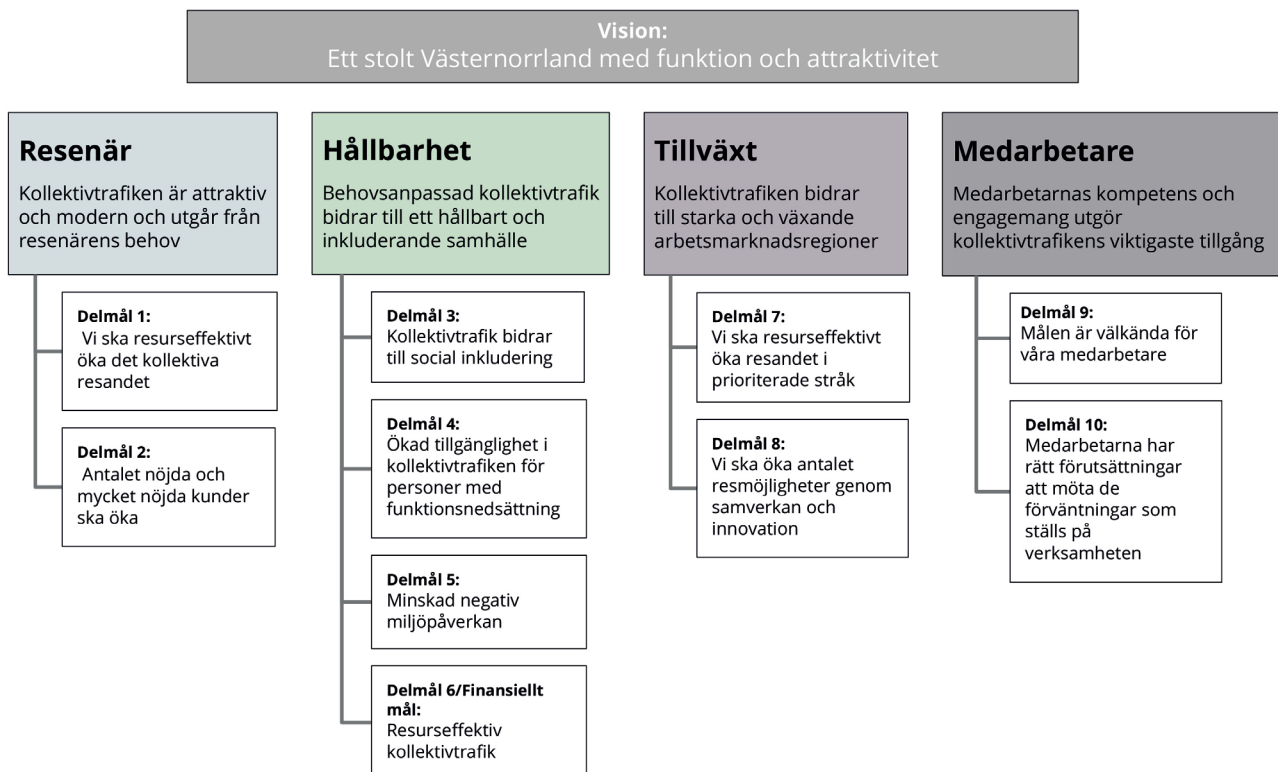 Vision:
Ett stolt Västernorrland med funktion och attraktivitet
Resenär
Kollektivtrafiken är attraktiv
och modern och utgår från
resenärens behov
Delmål 1:
Vi ska resurseffektivt
öka det kollektiva
resandet
Delmål 2:
Antalet nöjda och
mycket nöjda kunder
ska öka
Hållbarhet
Behovsanpassad kollektivtrafik
bidrar till ett hållbart och
inkluderande samhälle
Delmål 3:
Kollektivtrafik bidrar
till social inkludering
Delmål 4:
Ökad tillgänglighet i
kollektivtrafiken för
personer med
funktionsnedsättning
Delmål 5:
Minskad negativ
miljöpåverkan
Delmål 6/Finansiellt
mål:
Resurseffektiv
kollektivtrafik
Tillväxt
Kollektivtrafiken bidrar
till starka och växande
arbetsmarknadsregioner
Delmål 7:
Vi ska resurseffektivt
öka resandet i
prioriterade stråk
Delmål 8:
Vi ska öka antalet
resmöjligheter genom
samverkan och
innovation
Medarbetare
Medarbetarnas kompetens och
engagemang utgör
kollektivtrafikens viktigaste tillgång
Delmål 9:
Målen är välkända för
våra medarbetare
Delmål 10:
Medarbetarna har
rätt förutsättningar
att möta de
förväntningar som
ställs på
verksamheten